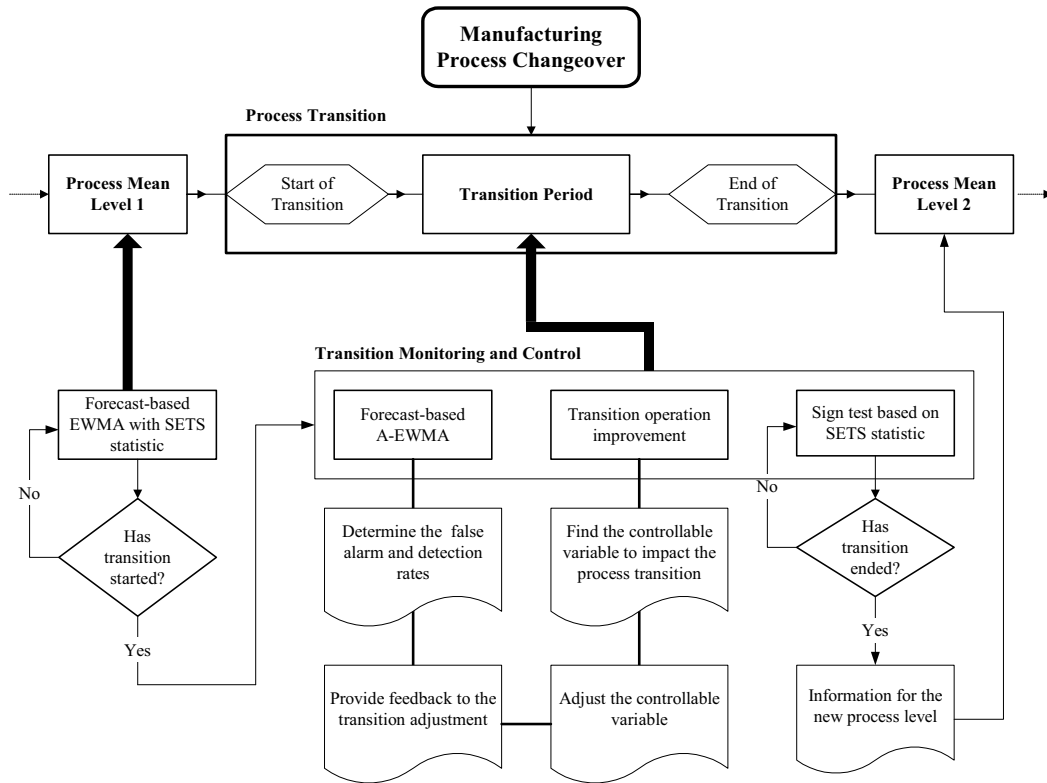 Manufacturing
Process Changeover
Process Transition
Process Mean
Level 1
Start of
Transition
Transition Period
End of
Transition
Process Mean
Level 2
Transition Monitoring and Control
Forecast-based
EWMA with SETS
statistic
Forecast-based
A-EWMA
Transition operation
improvement
Sign test based on
SETS statistic
No
No
Has
transition
started?
Determine the false
alarm and detection
rates
Find the controllable
variable to impact the
process transition
Has
transition
ended?
Yes
Yes
Provide feedback to the
transition adjustment
Adjust the controllable
variable
Information for the
new process level